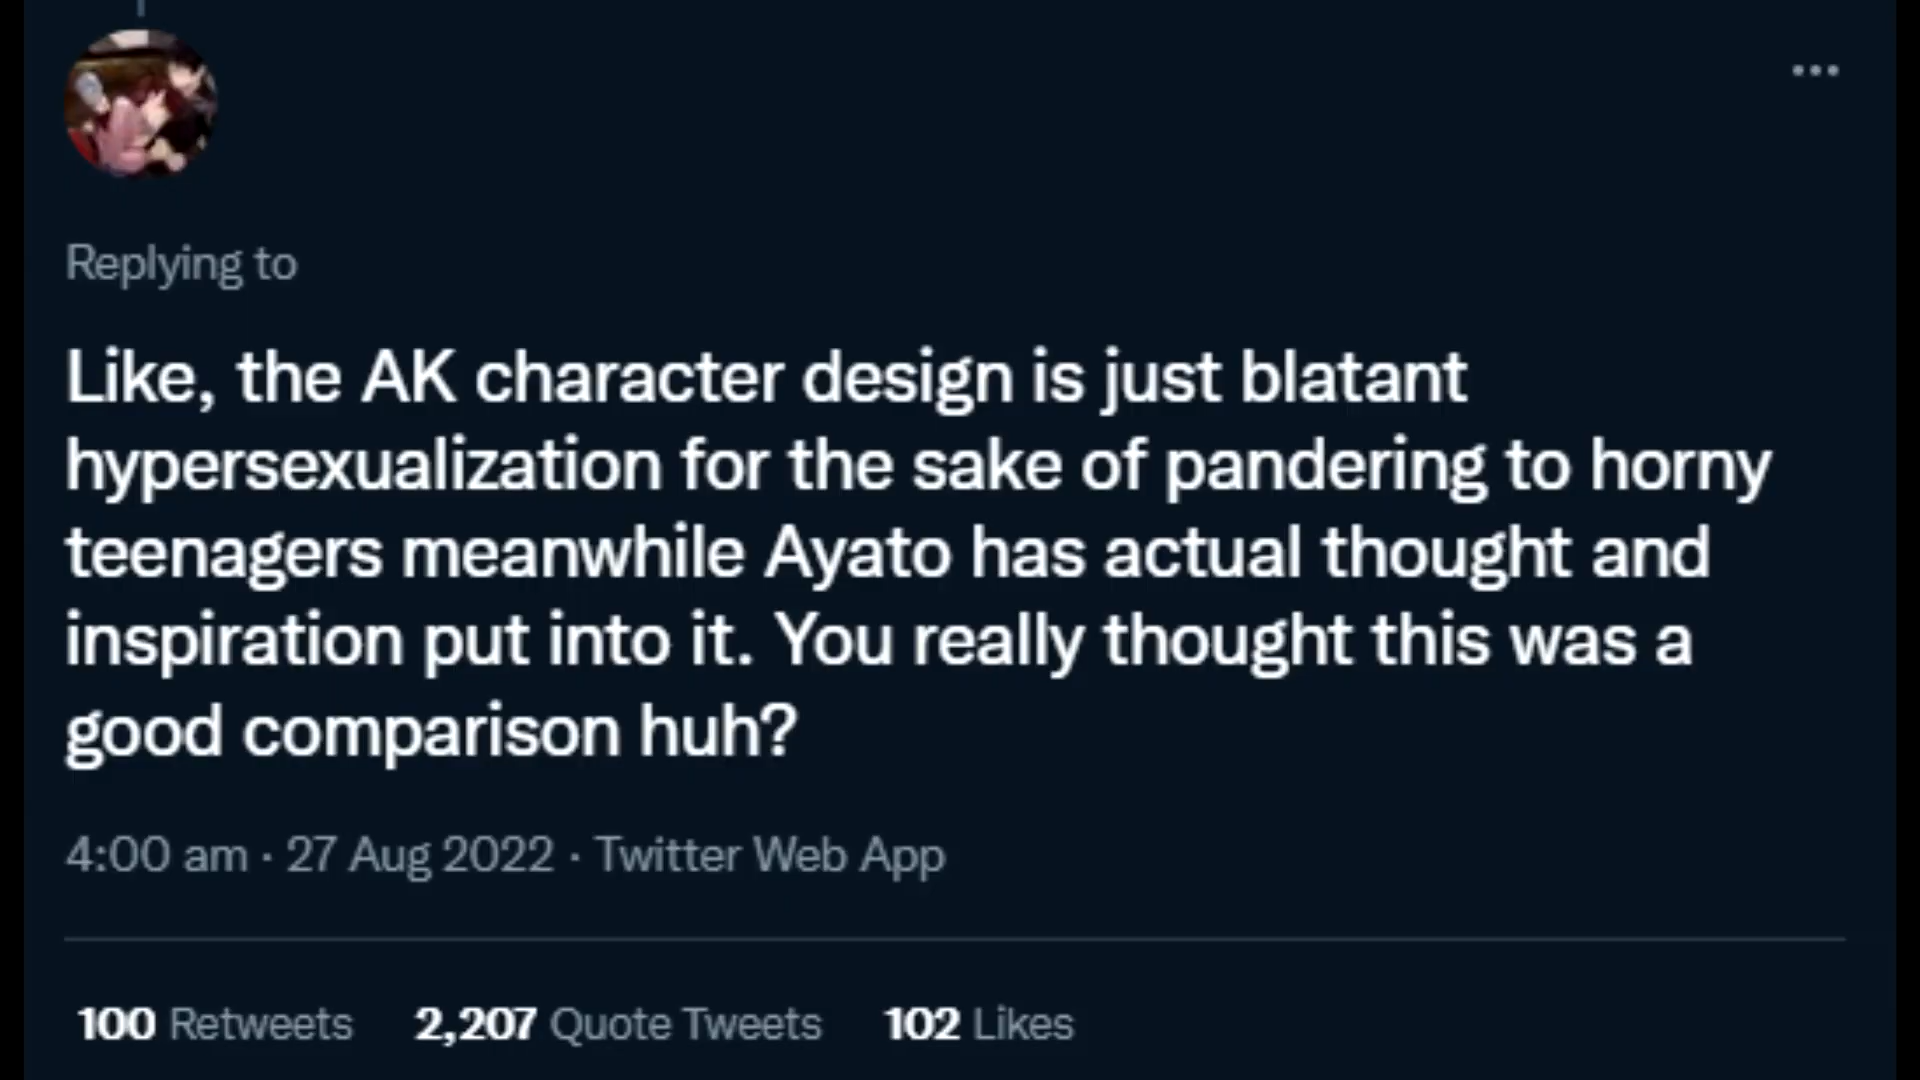 Replying to
Like, the AK character design is just blatant
hypersexualization for the sake of pandering to horny
teenagers meanwhile Ayato has actual thought and
inspiration put into it. You really thought this was a
good comparison huh?
4:00 am · 27 Aug 2022 · Twitter Web App
100 Retweets 2,207 Quote Tweets 102 Likes